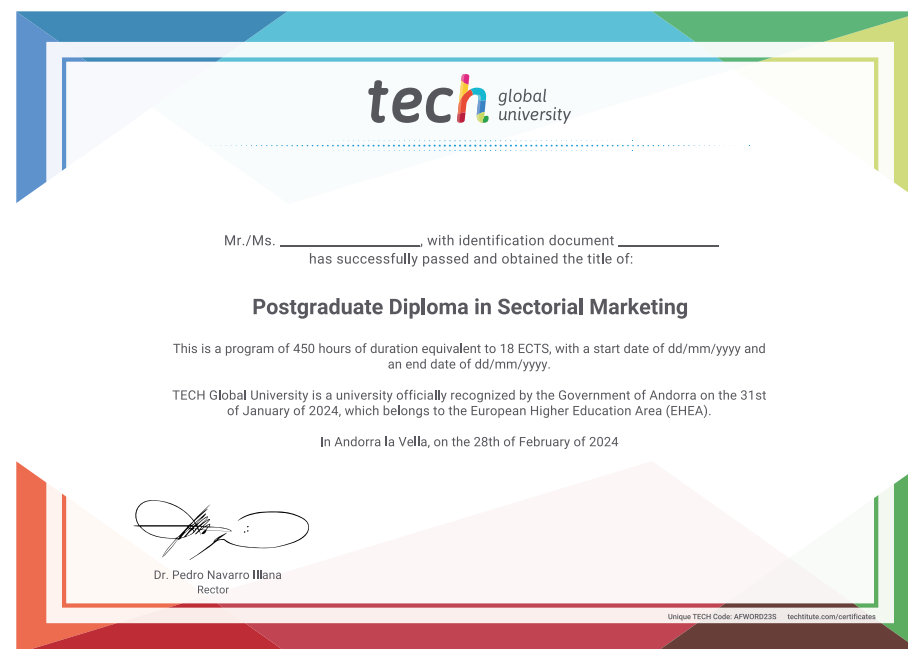 tech global
university
Mr./Ms. ____________________, with identification document ______________
has successfully passed and obtained the title of:
Postgraduate Diploma in Sectorial Marketing
This is a program of 450 hours of duration equivalent to 18 ECTS, with a start date of dd/mm/yyyy and
an end date of dd/mm/yyyy.
TECH Global University is a university officially recognized by the Government of Andorra on the 31st
of January of 2024, which belongs to the European Higher Education Area (EHEA).
In Andorra la Vella, on the 28th of February of 2024
Dr. Pedro Navarro Illana
Rector
Unique TECH Code: AFWORD23S techtitute.com/certificates